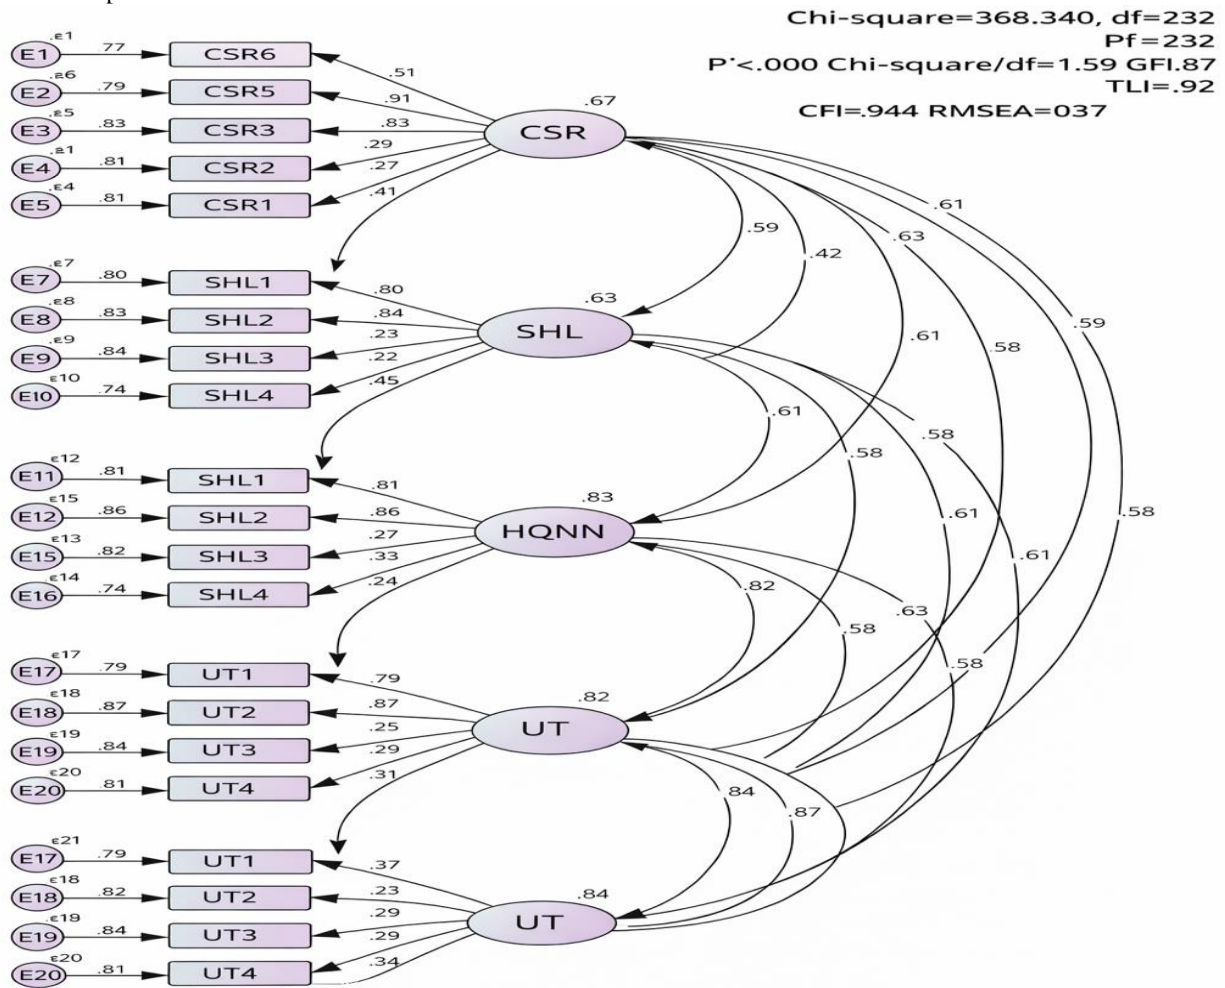 Chi-square=368.340, df=232
Pf=232
P'<.000 Chi-square/df=1.59 GFI.87
TLI=.92
CFI=.944 RMSEA=037
E1 .ε1 .77 CSR6
E2 .77 .79 CSR5
E3 .ε5 .83 CSR3
E4 .81 CSR2
E5 .ε4 .81 CSR1
.51
.91
.83
.29
.27
.41
CSR .67
E7 .ε7 .80 SHL1
E8 .ε8 .83 SHL2
E9 .ε9 .84 SHL3
E10 ε10 .74 SHL4
.80
.84
.23
.22
.45
SHL .63
E11 ε12 .81 SHL1
E12 ε15 .86 SHL2
E15 ε13 .82 SHL3
E16 ε14 .74 SHL4
.81
.86
.27
.33
.24
HQNN .83
E17 ε17 .79 UT1
E18 ε18 .87 UT2
E19 ε19 .84 UT3
E20 ε20 .81 UT4
.79
.87
.25
.29
.31
UT .82
E17 ε21 .79 UT1
E18 ε18 .82 UT2
E19 ε19 .84 UT3
E20 ε20 .81 UT4
.37
.23
.29
.29
.34
UT .84
.61
.59
.63
.42
.59
.61
.58
.61
.58
.58
.61
.58
.61
.82
.63
.58
.58
.84
.87